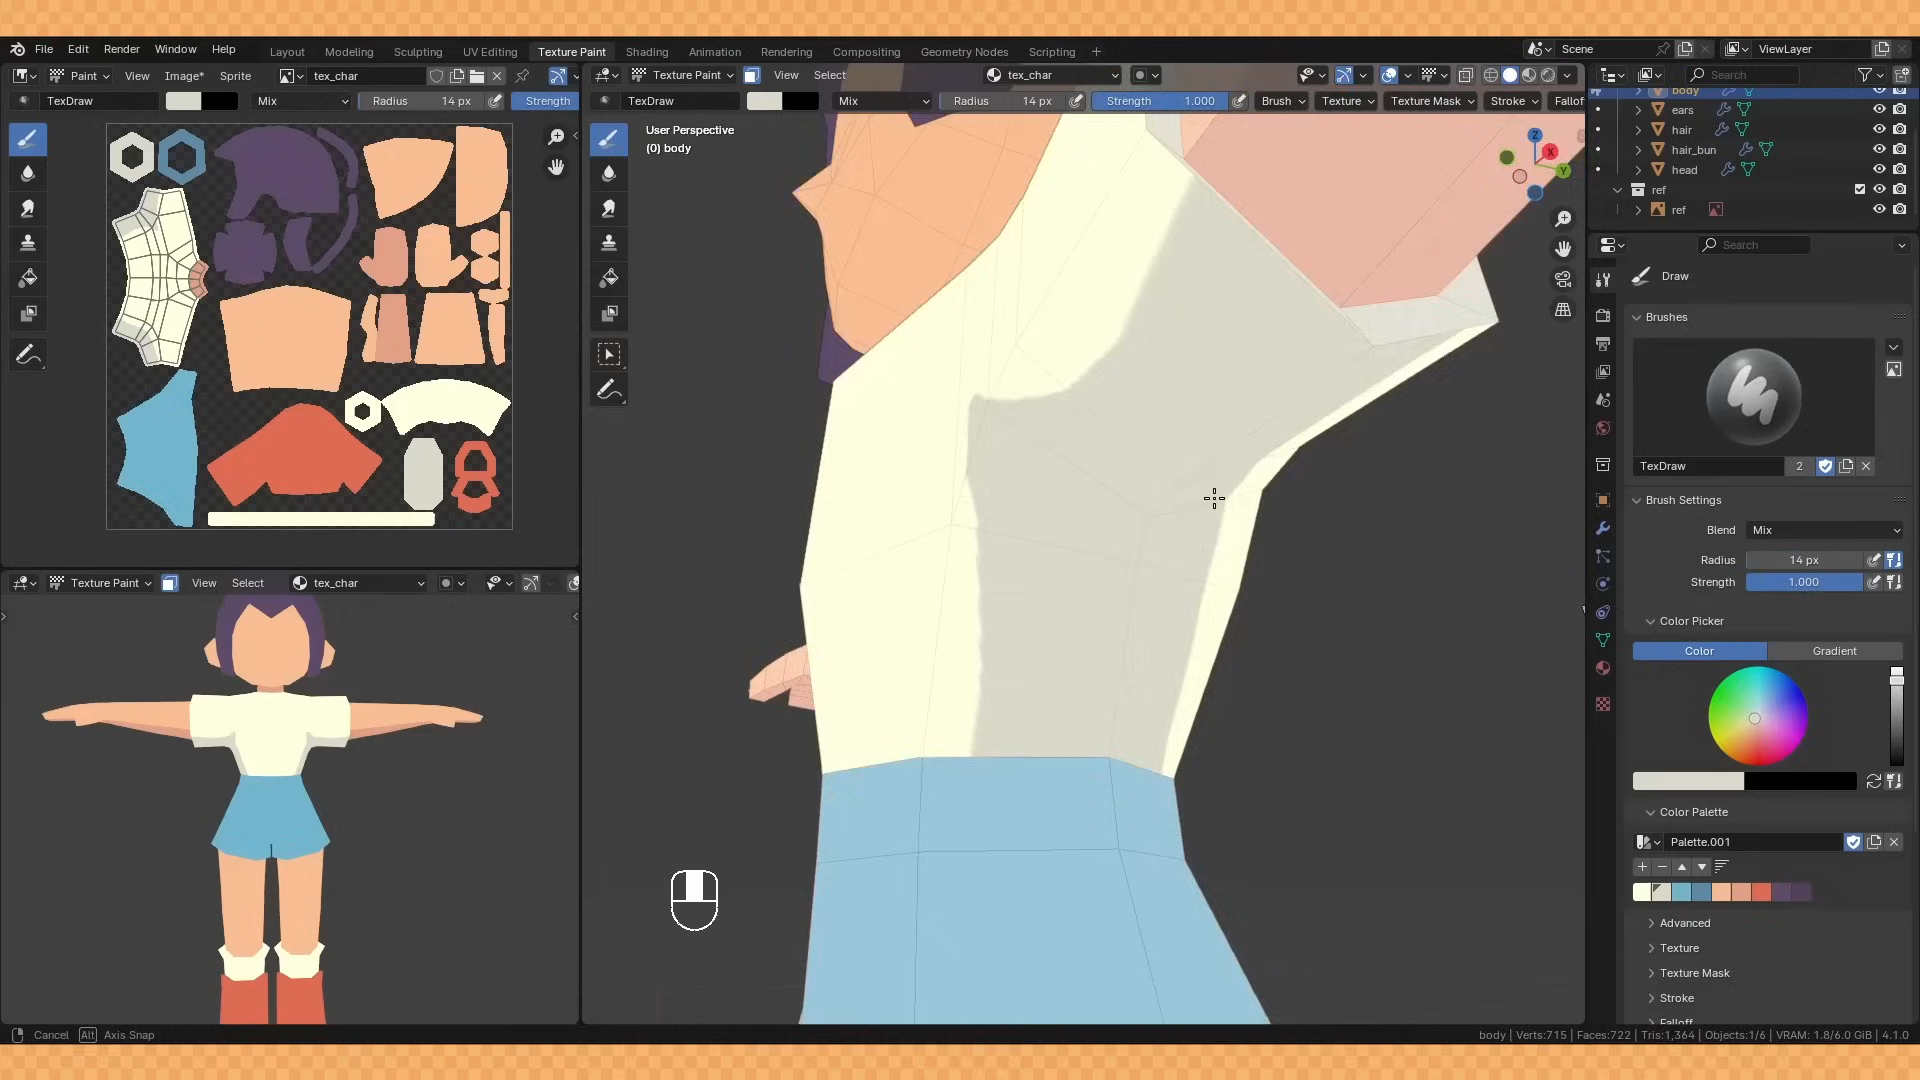 File Edit Render Window Help Layout Modeling Sculpting UV Editing Texture Paint Shading Animation Rendering Compositing Geometry Nodes Scripting + Scene ViewLayer
Paint View Image* Sprite tex_char
Texture Paint View Select tex_char
Search
TexDraw Mix Radius 14 px Strength
TexDraw Mix Radius 14 px Strength 1.000 Brush Texture Texture Mask Stroke Fallof
body
ears
hair
hair_bun
head
ref
ref
User Perspective
(0) body
Z
X
Y
Search
Draw
Brushes
TexDraw 2
Brush Settings
Blend Mix
Radius 14 px
Strength 1.000
Color Picker
Color Gradient
Color Palette
Palette.001
Advanced
Texture
Texture Mask
Stroke
Falloff
Texture Paint View Select tex_char
Cancel Alt Axis Snap
body | Verts:715 | Faces:722 | Tris:1,364 | Objects:1/6 | VRAM: 1.8/6.0 GiB | 4.1.0